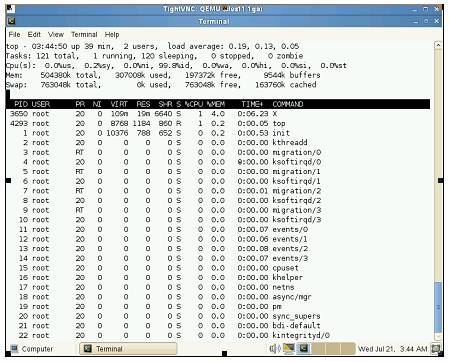 TightVNC: QEMU
Terminal
File Edit View Terminal Help
top - 03:44:50 up 39 min, 2 users, load average: 0.19, 0.13, 0.05
Tasks: 121 total, 1 running, 120 sleeping, 0 stopped, 0 zombie
Cpu(s): 0.0%us, 0.2%sy, 0.0%ni, 99.8%id, 0.0%wa, 0.0%hi, 0.0%si, 0.0%st
Mem: 504380k total, 307008k used, 197372k free, 9544k buffers
Swap: 763048k total, 0k used, 763048k free, 163760k cached
PID USER PR NI VIRT RES SHR S %CPU %MEM TIME+ COMMAND
3650 root 20 0 109m 19m 6640 S 1 4.0 0:06.23 X
4293 root 20 0 8768 1184 860 R 1 0.2 0:00.05 top
1 root 20 0 10376 788 652 S 0 0.2 0:00.53 init
2 root 20 0 0 0 0 S 0 0.0 0:00.00 kthreadd
3 root RT 0 0 0 0 S 0 0.0 0:00.00 migration/0
4 root 20 0 0 0 0 S 0 0.0 0:00.00 ksoftirqd/0
5 root RT 0 0 0 0 S 0 0.0 0:00.00 migration/1
6 root 20 0 0 0 0 S 0 0.0 0:00.00 ksoftirqd/1
7 root RT 0 0 0 0 S 0 0.0 0:00.01 migration/2
8 root 20 0 0 0 0 S 0 0.0 0:00.00 ksoftirqd/2
9 root RT 0 0 0 0 S 0 0.0 0:00.00 migration/3
10 root 20 0 0 0 0 S 0 0.0 0:00.00 ksoftirqd/3
11 root 20 0 0 0 0 S 0 0.0 0:00.07 events/0
12 root 20 0 0 0 0 S 0 0.0 0:00.06 events/1
13 root 20 0 0 0 0 S 0 0.0 0:00.08 events/2
14 root 20 0 0 0 0 S 0 0.0 0:00.07 events/3
15 root 20 0 0 0 0 S 0 0.0 0:00.00 cpuset
16 root 20 0 0 0 0 S 0 0.0 0:00.00 khelper
17 root 20 0 0 0 0 S 0 0.0 0:00.00 netns
18 root 20 0 0 0 0 S 0 0.0 0:00.00 async/mgr
19 root 20 0 0 0 0 S 0 0.0 0:00.00 pm
20 root 20 0 0 0 0 S 0 0.0 0:00.00 sync_supers
21 root 20 0 0 0 0 S 0 0.0 0:00.00 bdi-default
22 root 20 0 0 0 0 S 0 0.0 0:00.00 kintegrityd/0
Computer Terminal Wed Jul 21, 3:44 AM